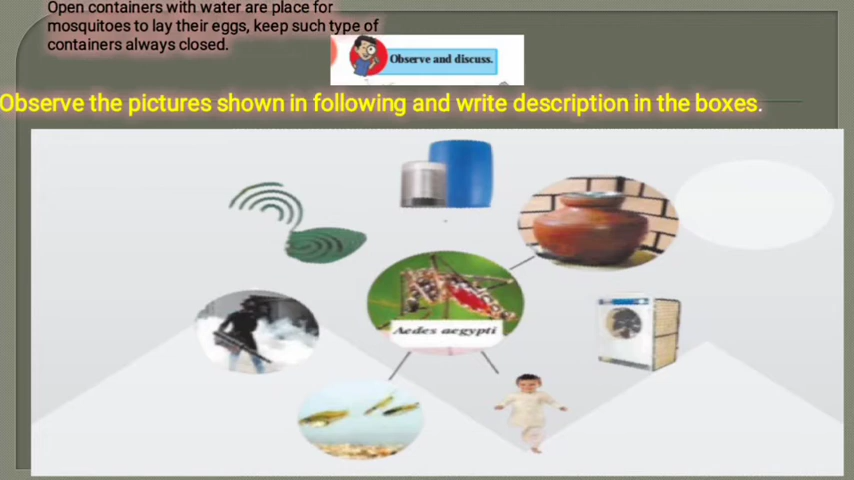 Open containers with water are place for
mosquitoes to lay their eggs, keep such type of
containers always closed.
Observe and discuss.
Observe the pictures shown in following and write description in the boxes.
Aedes aegypti